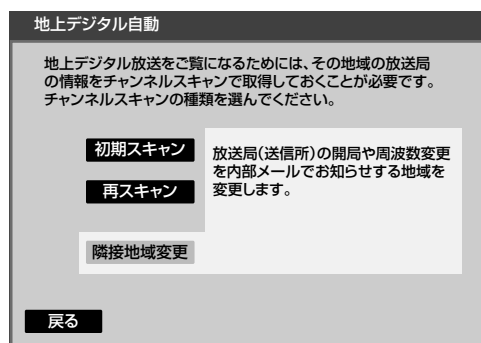 地上デジタル自動
地上デジタル放送をご覧になるためには、その地域の放送局
の情報をチャンネルスキャンで取得しておくことが必要です。
チャンネルスキャンの種類を選んでください。
初期スキャン
再スキャン
隣接地域変更
放送局(送信所)の開局や周波数変更
を内部メールでお知らせする地域を
変更します。
戻る